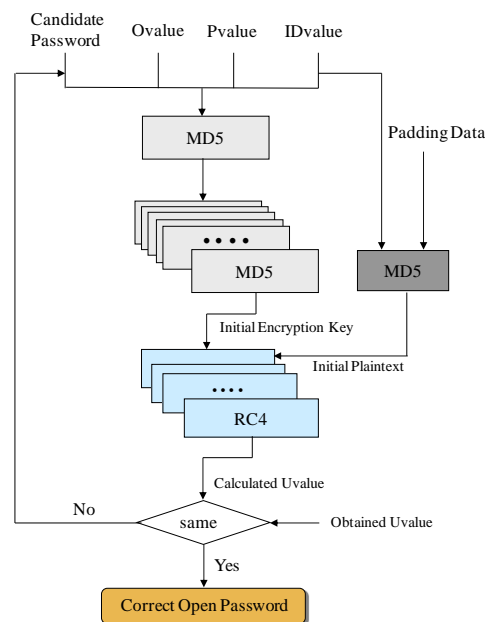 Candidate
Password
Ovalue
Pvalue
IDvalue
MD5
Padding Data
••••
MD5
MD5
Initial Encryption Key
Initial Plaintext
••••
RC4
Calculated Uvalue
No
same
Obtained Uvalue
Yes
Correct Open Password